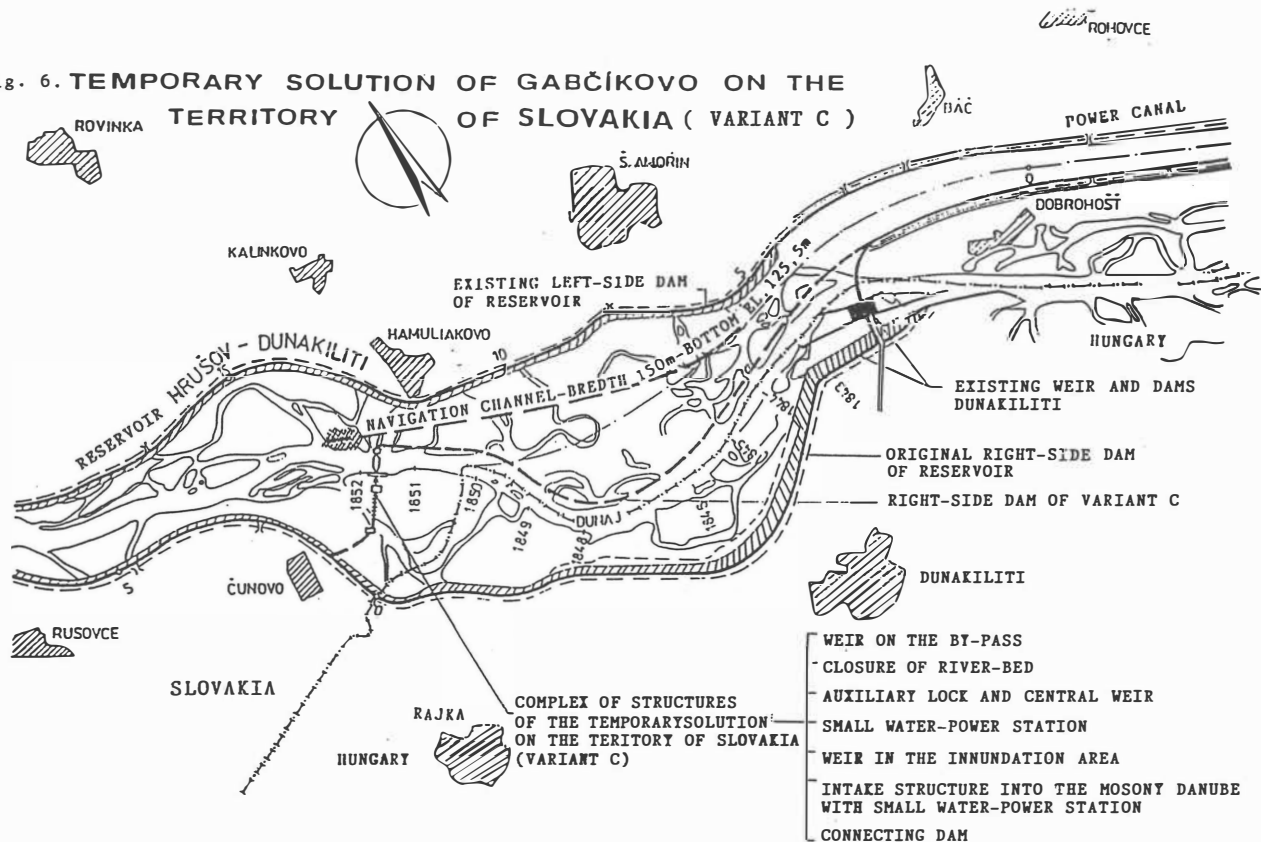 g. 6. TEMPORARY SOLUTION OF GABČÍKOVO ON THE
TERRITORY OF SLOVAKIA ( VARIANT C )
ROHOVCE
BÁČ
ROVINKA
ŠAMOŘIN
POWER CANAL
DOBROHOŠŤ
KALINKOVO
EXISTING LEFT-SIDE DAM
OF RESERVOIR
HAMULIAKOVO
RESERVOIR HRUŠOV - DUNAKILITI
NAVIGATION CHANNEL-BREDTH 150m-BOTTOM EL.125.5m
HUNGARY
EXISTING WEIR AND DAMS
DUNAKILITI
ORIGINAL RIGHT-SIDE DAM
OF RESERVOIR
RIGHT-SIDE DAM OF VARIANT C
10
5
5
0
0
1852
1851
1850
1849
1848
1845
1844
1843
DUNAJ
ČUNOVO
RUSOVCE
DUNAKILITI
SLOVAKIA
RAJKA
HUNGARY
COMPLEX OF STRUCTURES
OF THE TEMPORARYSOLUTION
ON THE TERITORY OF SLOVAKIA
(VARIANT C)
WEIR ON THE BY-PASS
CLOSURE OF RIVER-BED
AUXILIARY LOCK AND CENTRAL WEIR
SMALL WATER-POWER STATION
WEIR IN THE INNUNDATION AREA
INTAKE STRUCTURE INTO THE MOSONY DANUBE
WITH SMALL WATER-POWER STATION
CONNECTING DAM